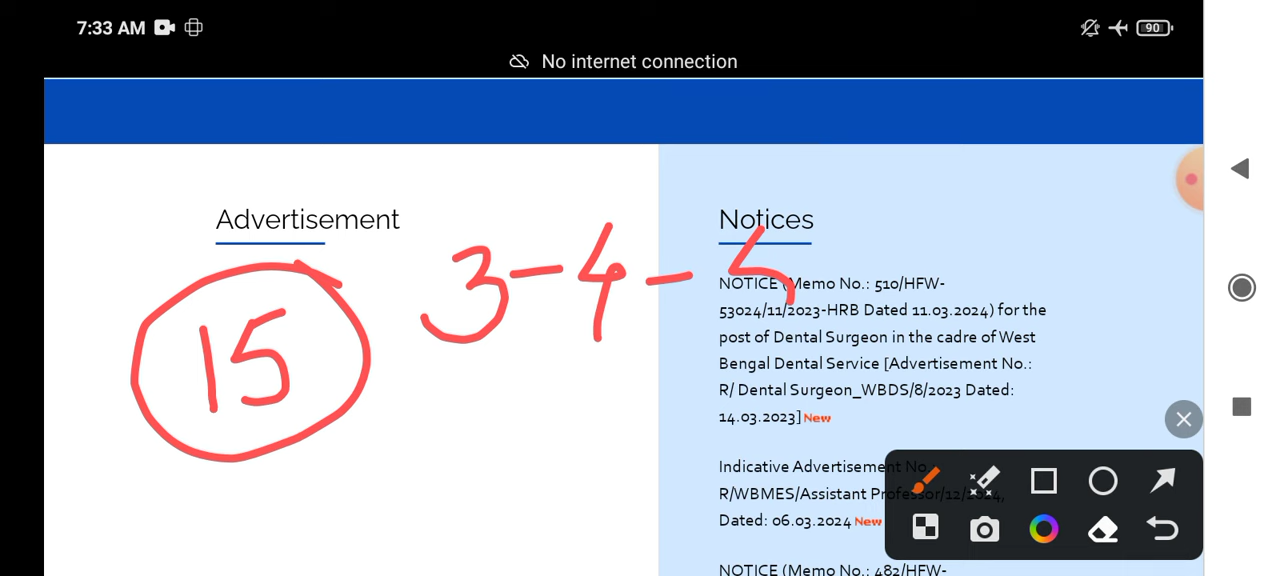 7:33 AM
90
No internet connection
Advertisement
15
3-4-5
Notices
NOTICE (Memo No.: 510/HFW-
53024/11/2023-HRB Dated 11.03.2024) for the
post of Dental Surgeon in the cadre of West
Bengal Dental Service [Advertisement No.:
R/ Dental Surgeon_WBDS/8/2023 Dated:
14.03.2023] New
Indicative Advertisement No.
R/WBMES/Assistant Professor/12/2024,
Dated: 06.03.2024 New
NOTICE (Memo No.: 482/HFW-